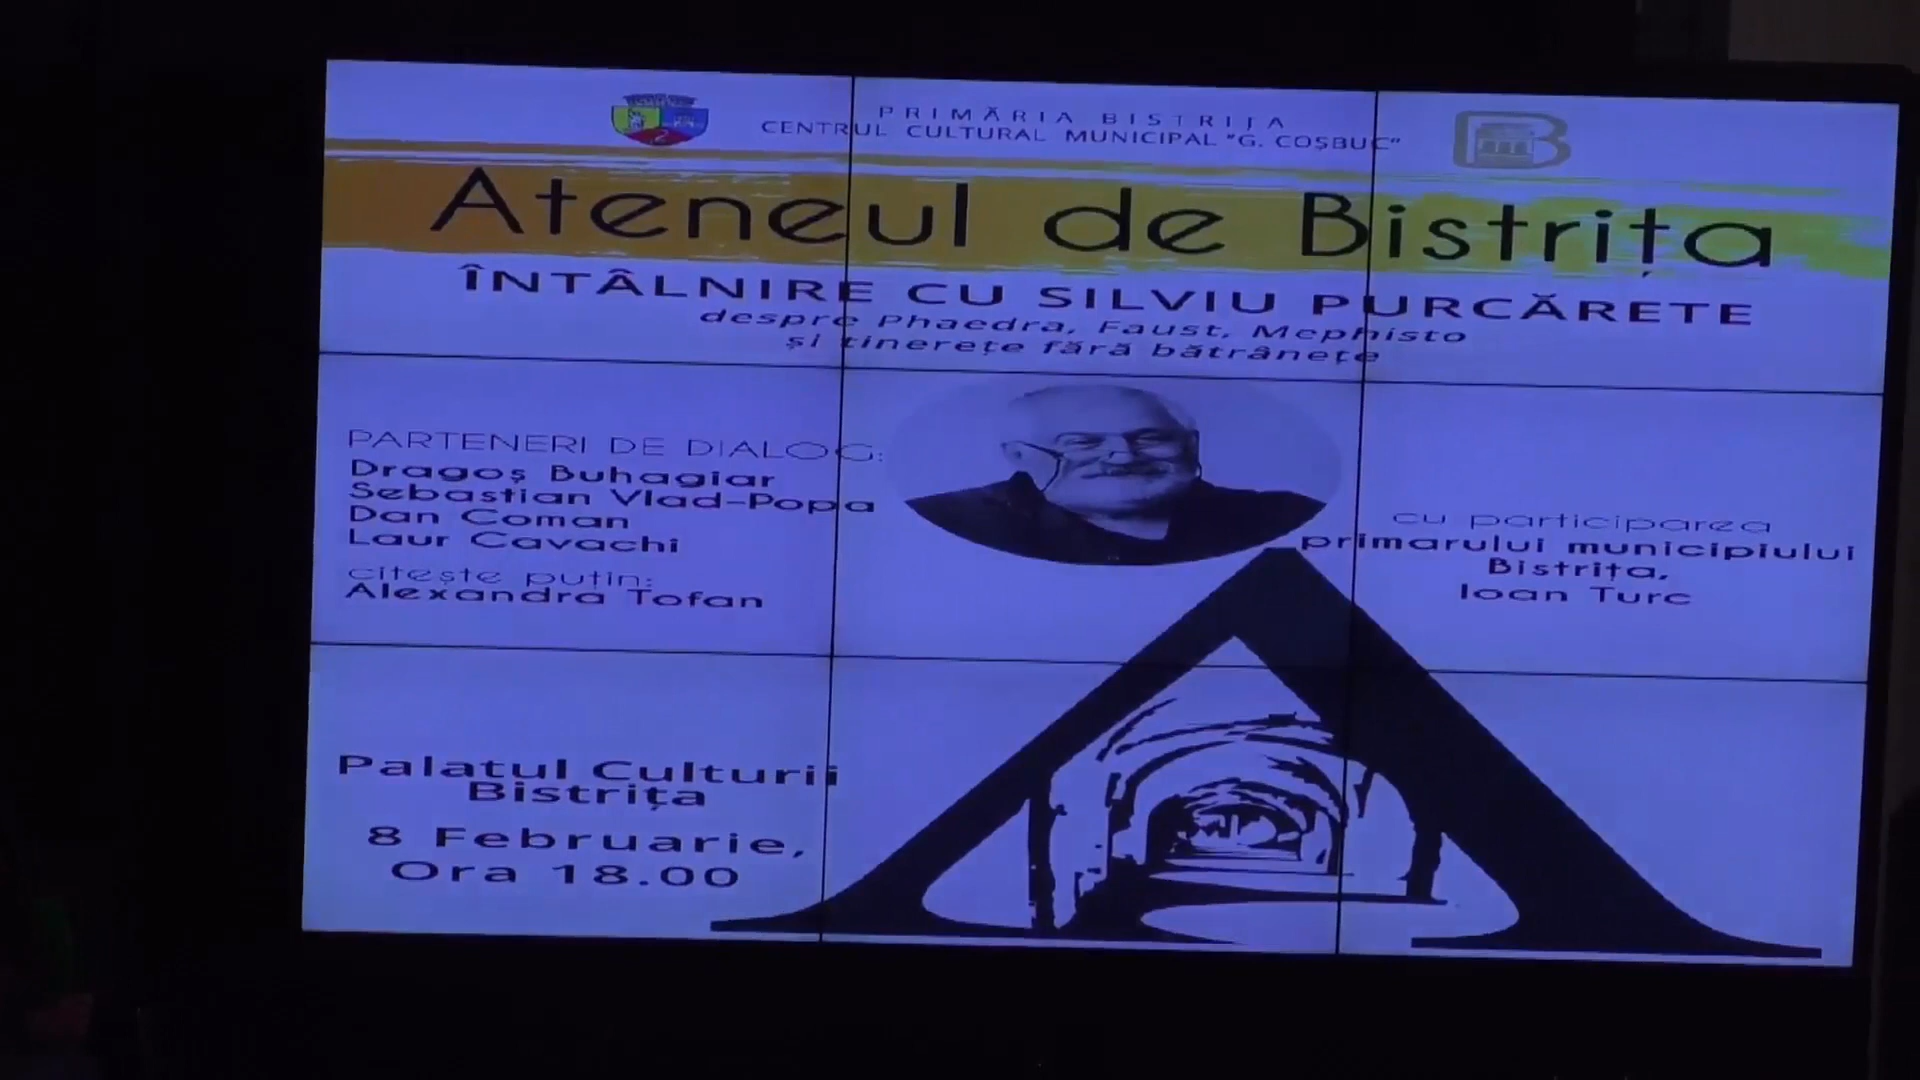 PRIMĂRIA BISTRIȚA
CENTRUL CULTURAL MUNICIPAL "G. COȘBUC"
Ateneul de Bistrița
ÎNTÂLNIRE CU SILVIU PURCĂRETE
despre Phaedra, Faust, Mephisto
și tinerețe fără bătrânețe
PARTENERI DE DIALOG:
Dragoș Buhagiar
Sebastian Vlad-Popa
Dan Coman
Laur Cavachi
citește puțin:
Alexandra Tofan
cu participarea
primarului municipiului
Bistrița,
Ioan Turc
Palatul Culturii
Bistrița
8 Februarie,
Ora 18.00